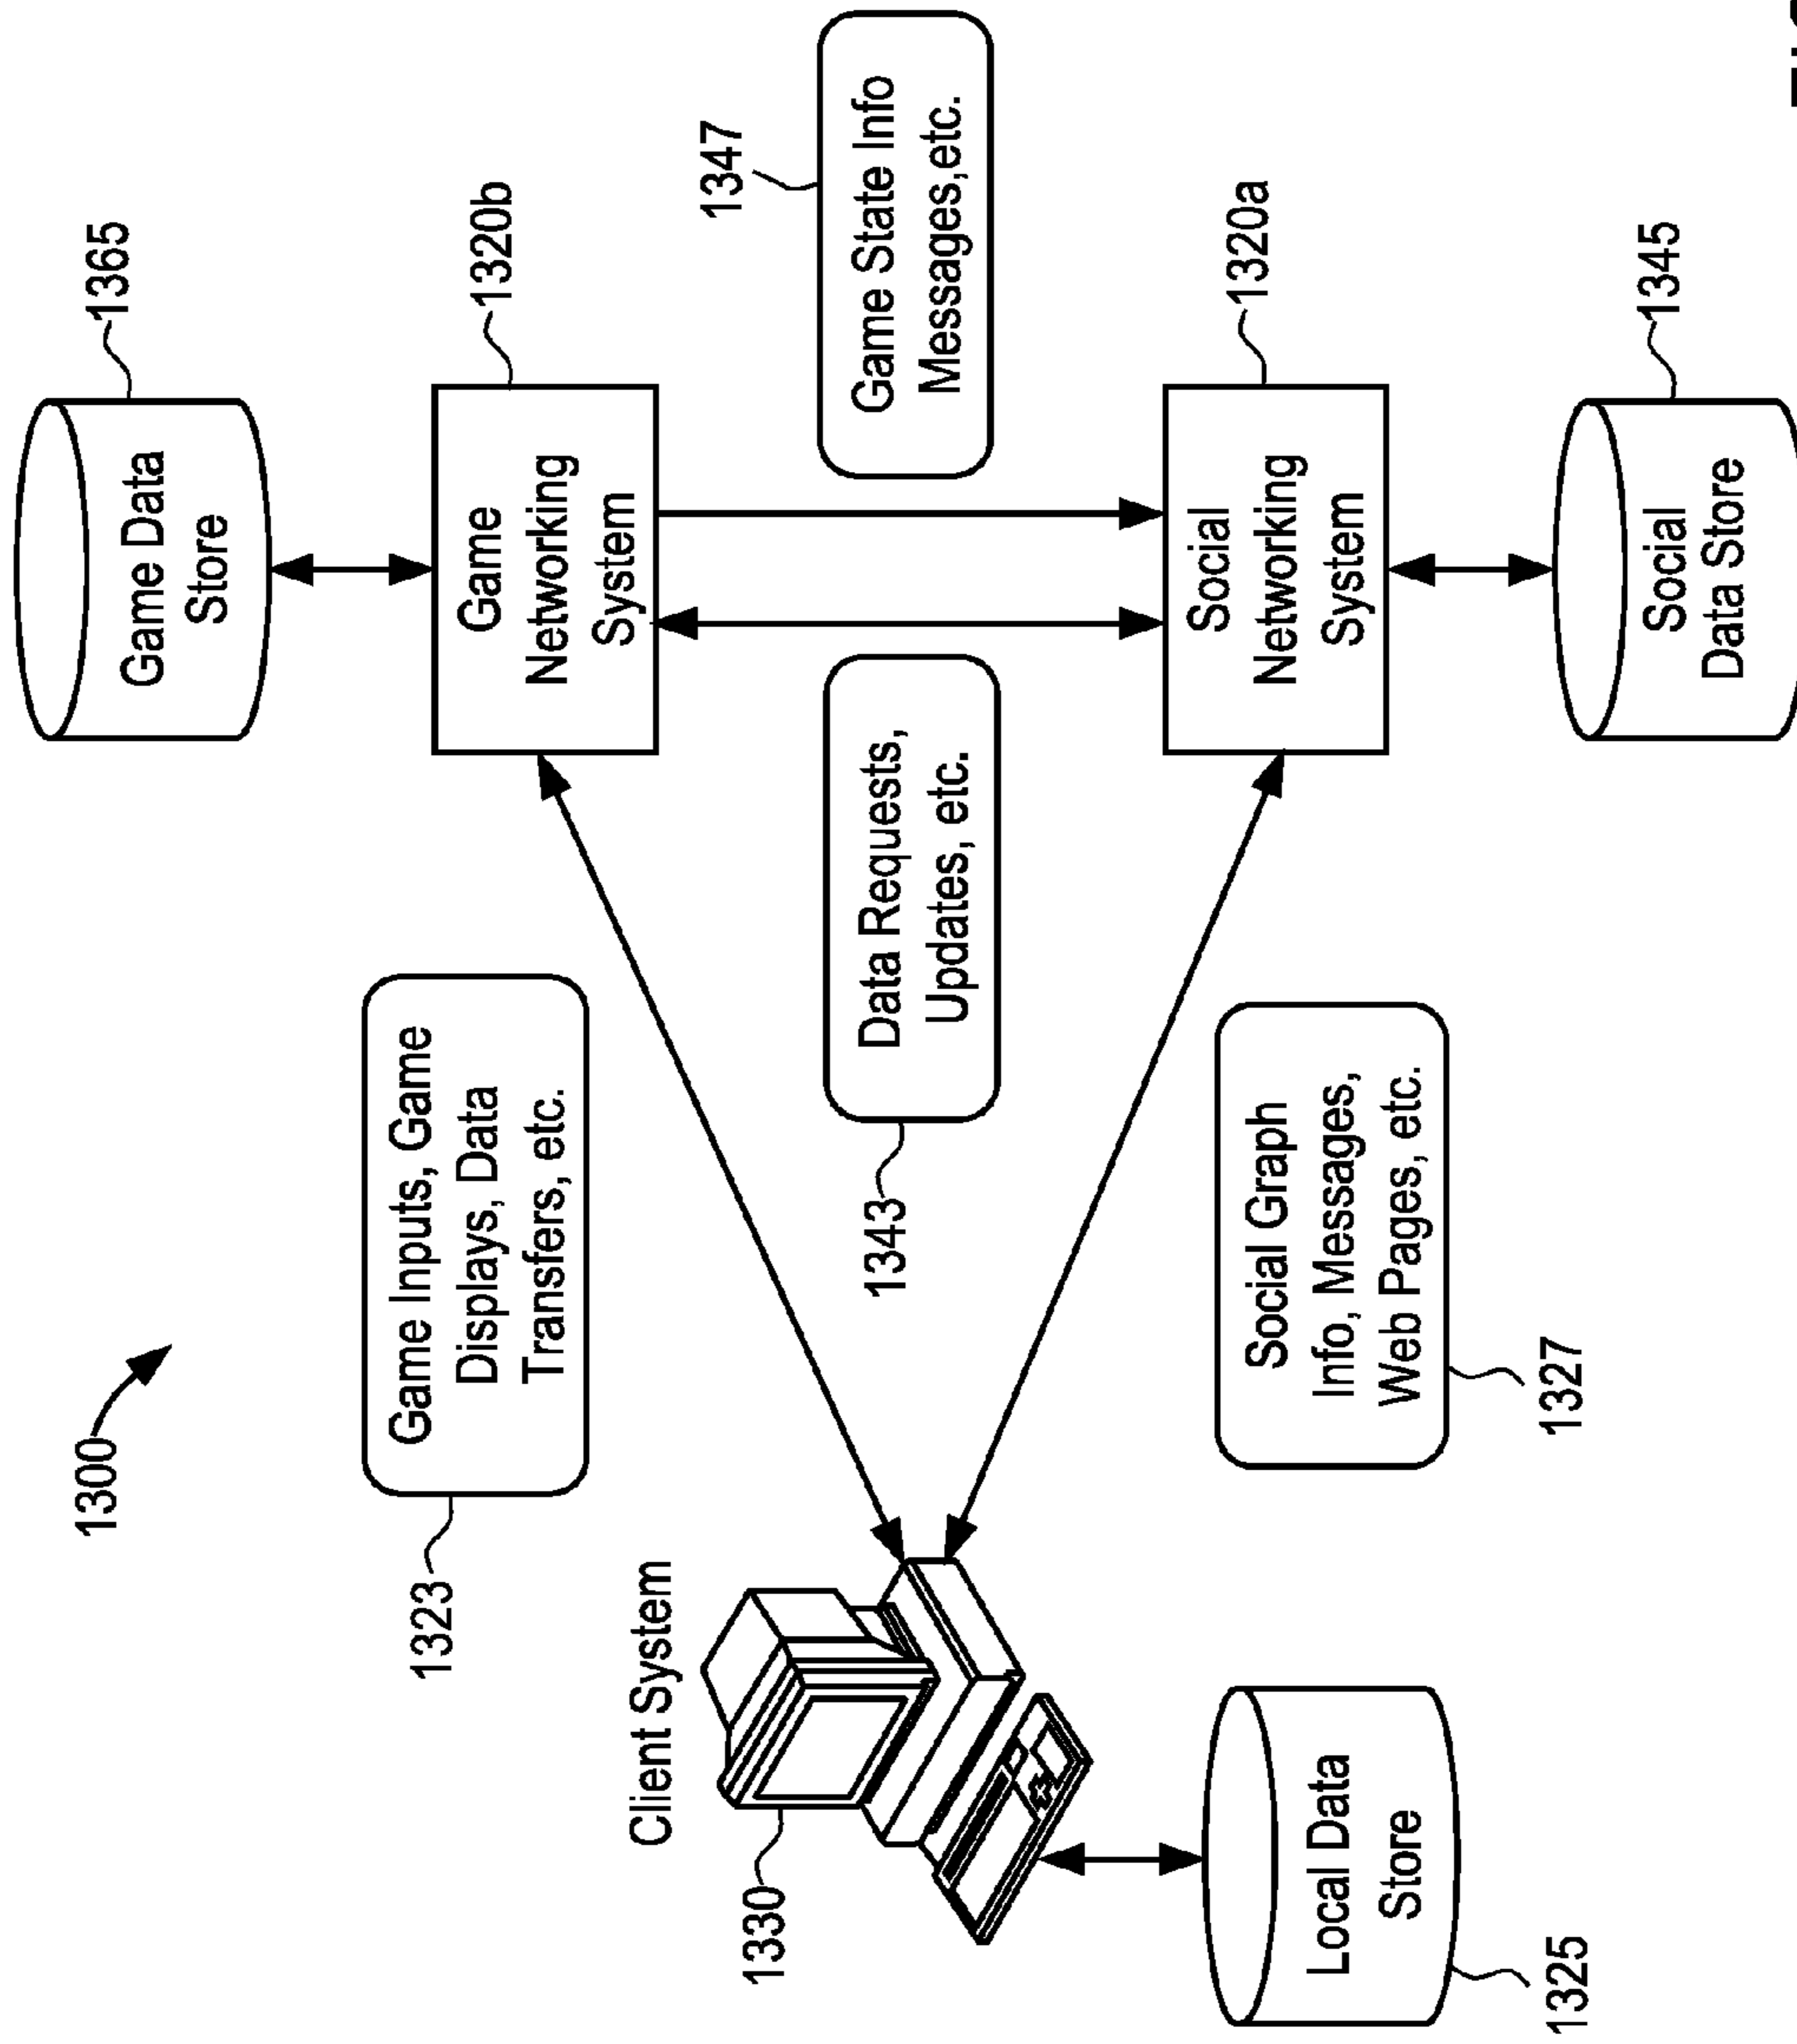 1300
Game Data
Store
1365
1323
Game Inputs, Game
Displays, Data
Transfers, etc.
Game
Networking
System
1320b
Client System
1330
1343
Data Requests,
Updates, etc.
1347
Game State Info
Messages,etc.
1327
Social Graph
Info, Messages,
Web Pages, etc.
Social
Networking
System
1320a
1325
Local Data
Store
Social
Data Store
1345